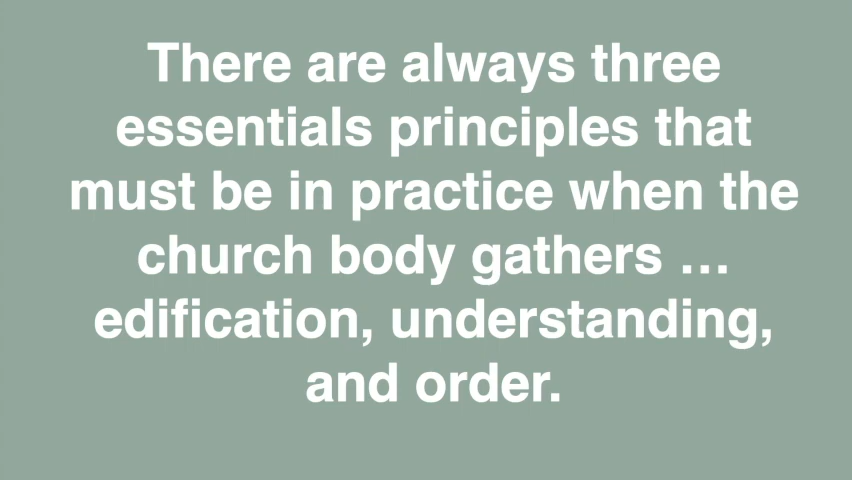 There are always three
essentials principles that
must be in practice when the
church body gathers …
edification, understanding,
and order.